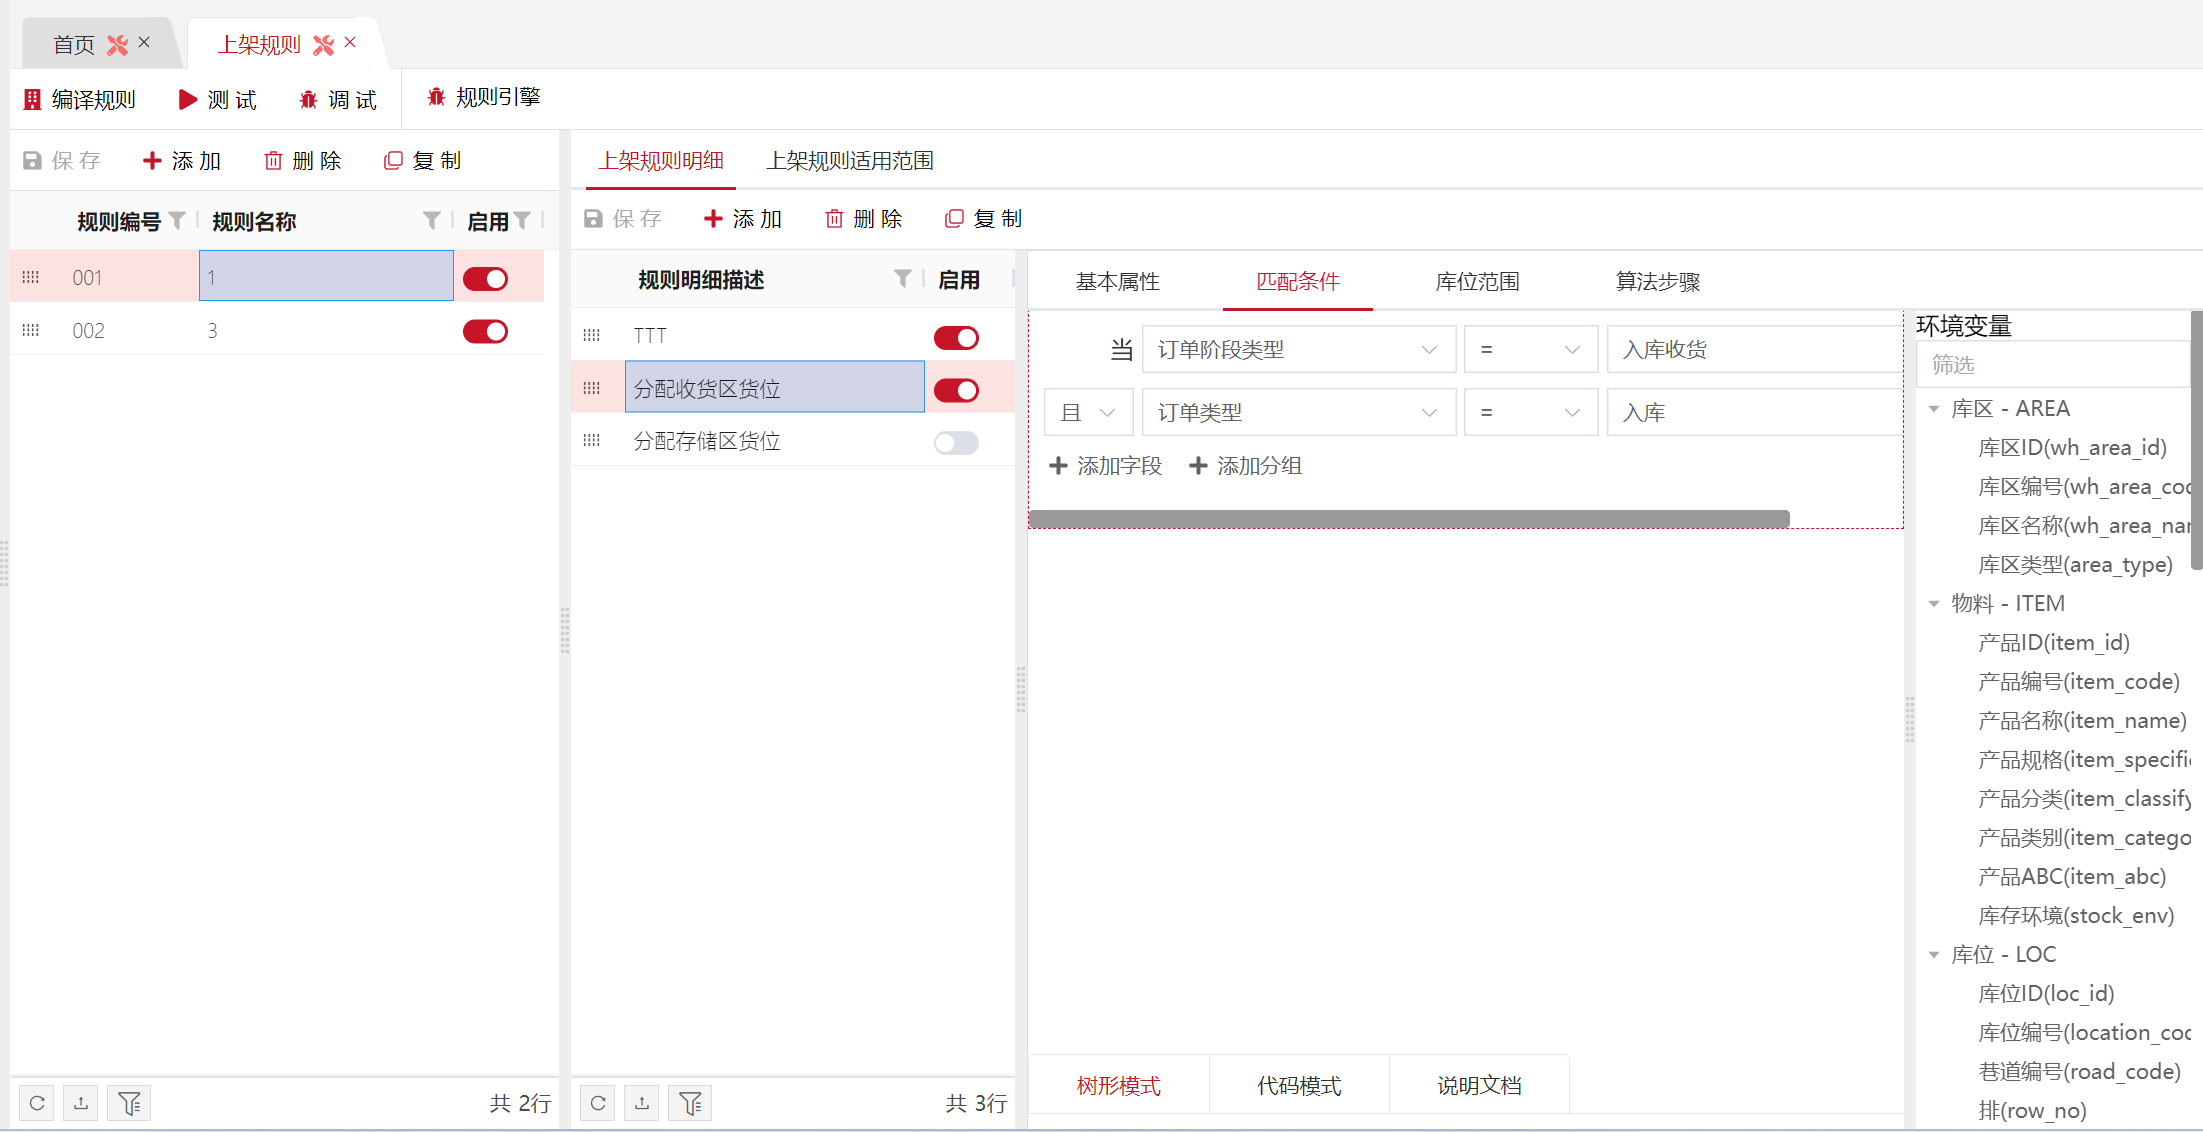 首页
上架规则
编译规则 测 试 调 试 规则引擎
保 存 添 加 删 除 复 制
规则编号 规则名称 启用
001 1
002 3
共 2行
上架规则明细 上架规则适用范围
保 存 添 加 删 除 复 制
规则明细描述 启用
TTT
分配收货区货位
分配存储区货位
共 3行
基本属性 匹配条件 库位范围 算法步骤
当 订单阶段类型 = 入库收货
且 订单类型 = 入库
添加字段 添加分组
树形模式 代码模式 说明文档
环境变量
筛选
库区 - AREA
库区ID(wh_area_id)
库区编号(wh_area_coc
库区名称(wh_area_nar
库区类型(area_type)
物料 - ITEM
产品ID(item_id)
产品编号(item_code)
产品名称(item_name)
产品规格(item_specifi
产品分类(item_classify
产品类别(item_catego
产品ABC(item_abc)
库存环境(stock_env)
库位 - LOC
库位ID(loc_id)
库位编号(location_coc
巷道编号(road_code)
排(row_no)